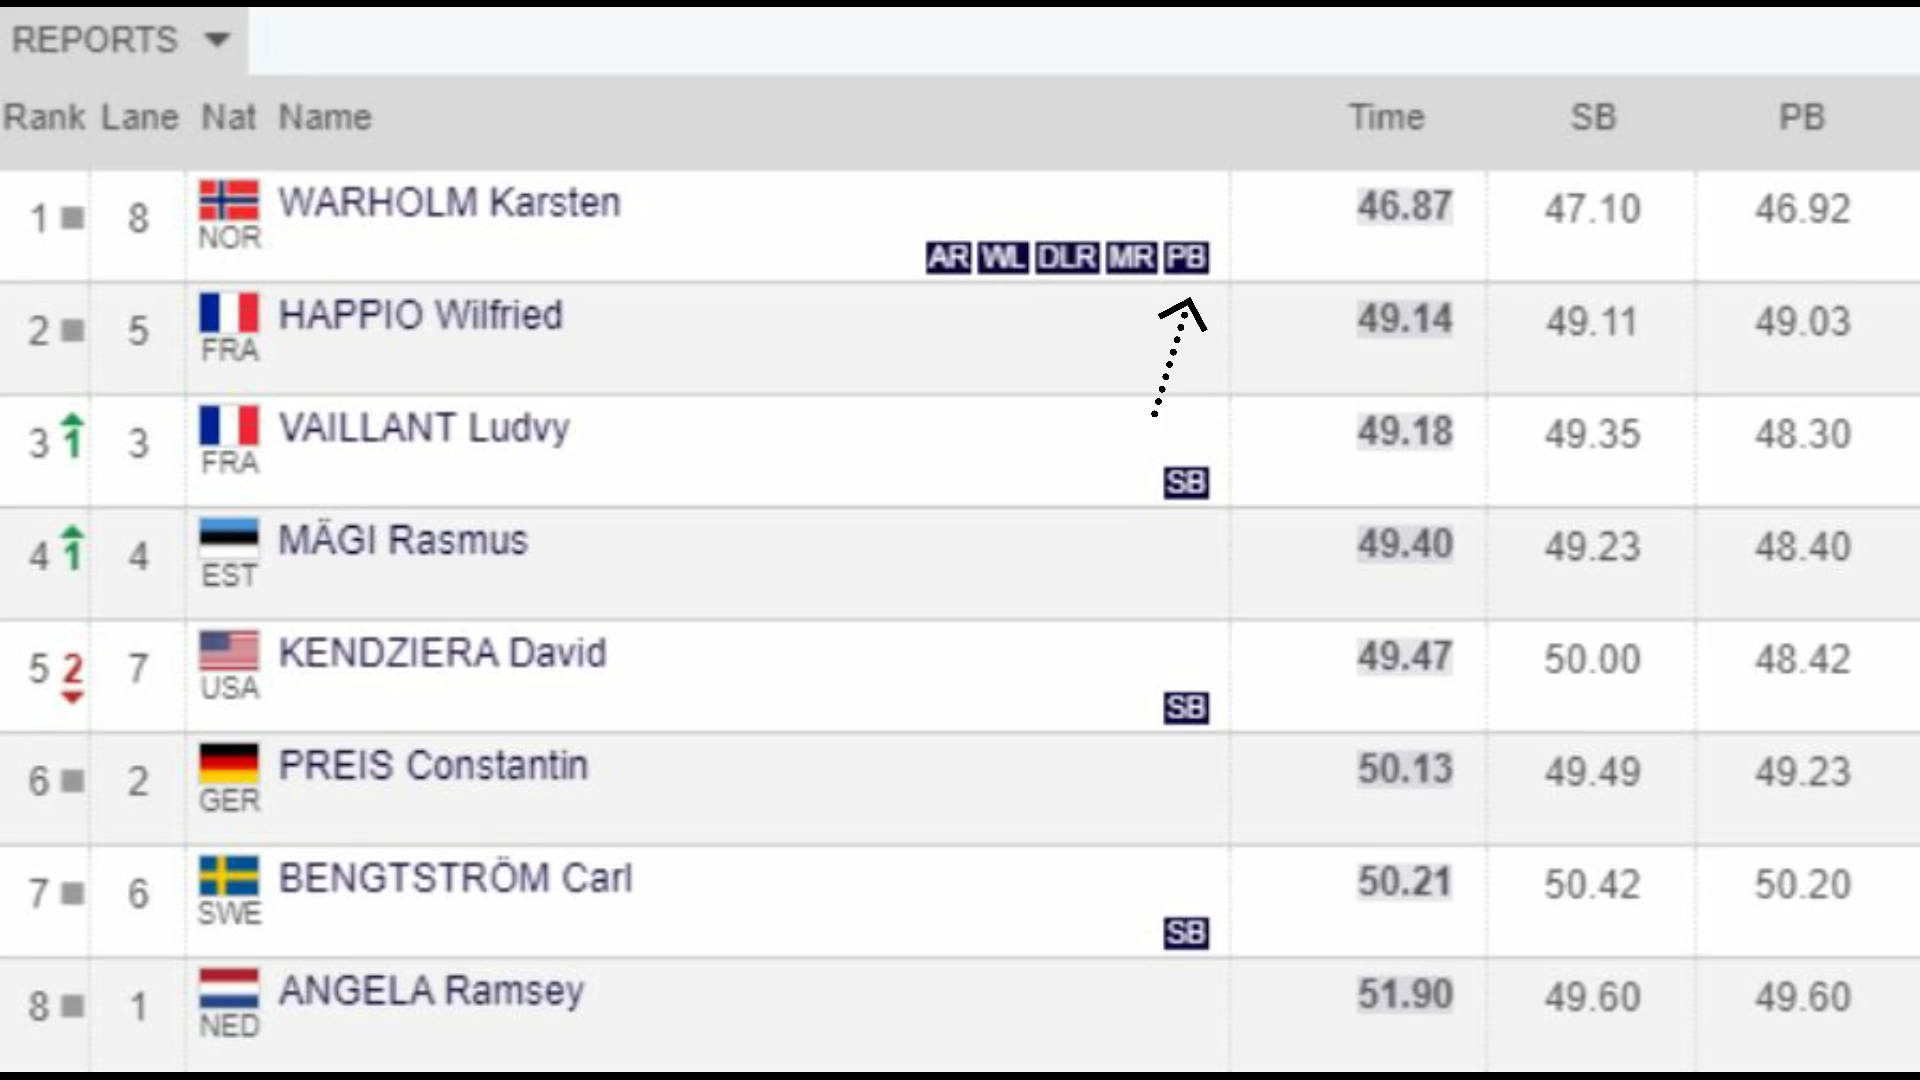 REPORTS
Rank Lane Nat Name Time SB PB
1 8 NOR WARHOLM Karsten 46.87 47.10 46.92
AR WL DLR MR PB
2 5 FRA HAPPIO Wilfried 49.14 49.11 49.03
3 1 3 FRA VAILLANT Ludvy 49.18 49.35 48.30
SB
4 1 4 EST MÄGI Rasmus 49.40 49.23 48.40
5 2 7 USA KENDZIERA David 49.47 50.00 48.42
SB
6 2 GER PREIS Constantin 50.13 49.49 49.23
7 6 SWE BENGTSTRÖM Carl 50.21 50.42 50.20
SB
8 1 NED ANGELA Ramsey 51.90 49.60 49.60